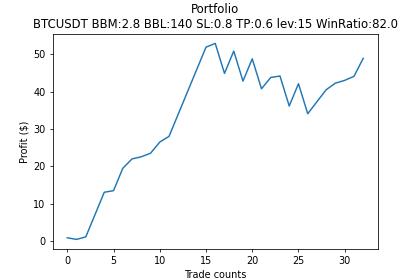 Portfolio
BTCUSDT BBM:2.8 BBL:140 SL:0.8 TP:0.6 lev:15 WinRatio:82.0
Profit ($)
50
40
30
20
10
0
0 5 10 15 20 25 30
Trade counts